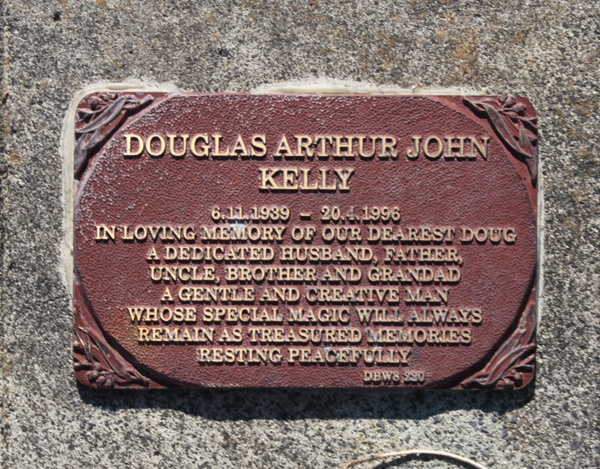 DOUGLAS ARTHUR JOHN
KELLY
6.11.1939 - 20.4.1996
IN LOVING MEMORY OF OUR DEAREST DOUG
A DEDICATED HUSBAND, FATHER,
UNCLE, BROTHER AND GRANDAD
A GENTLE AND CREATIVE MAN
WHOSE SPECIAL MAGIC WILL ALWAYS
REMAIN AS TREASURED MEMORIES
RESTING PEACEFULLY